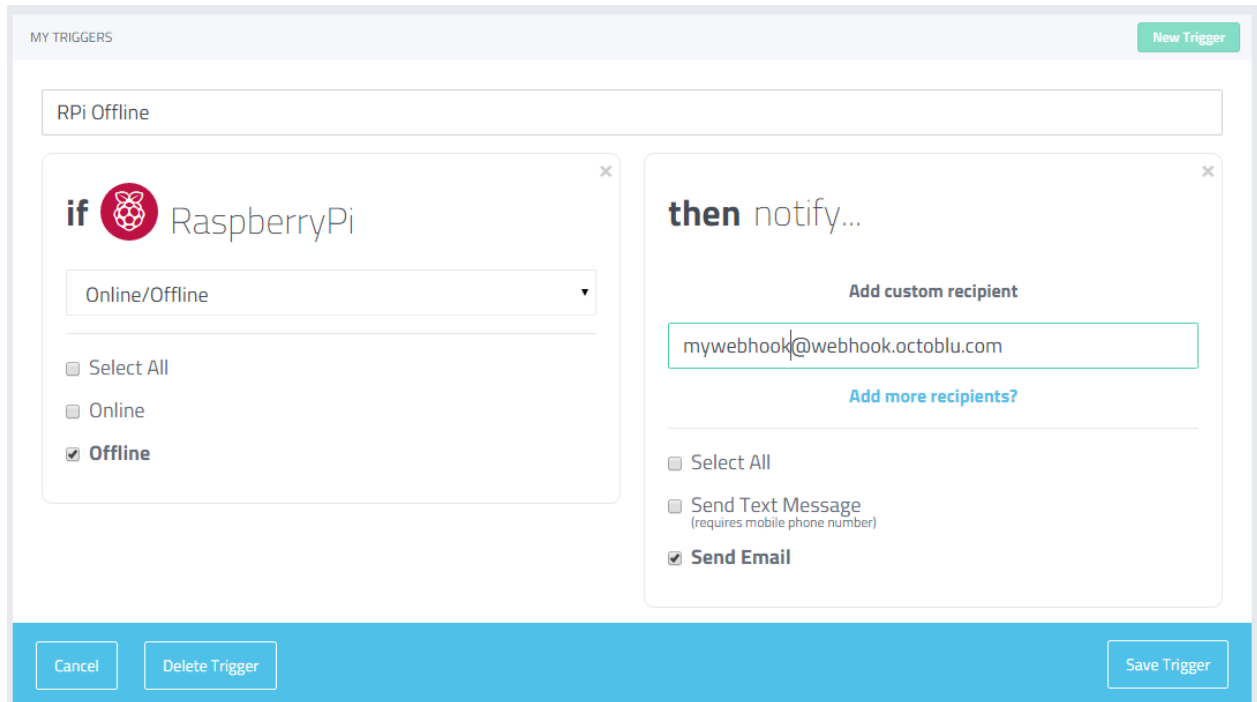 MY TRIGGERS
New Trigger
RPi Offline
if RaspberryPi
Online/Offline
Select All
Online
Offline
then notify...
Add custom recipient
mywebhook@webhook.octoblu.com
Add more recipients?
Select All
Send Text Message
(requires mobile phone number)
Send Email
Cancel
Delete Trigger
Save Trigger